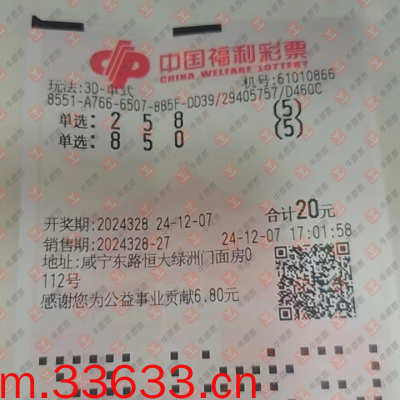 中国福利彩票
CHINA WELFARE LOTTERY
玩法:3D-单式 机号:61010866
8551-A766-6507-885F-0D39/29405757/D460C
单选: 2 5 8 (5)
单选: 8 5 0 (5)
开奖期:2024328 24-12-07 合计20元
销售期:2024328-27 24-12-07 17:01:58
地址:咸宁东路恒大绿洲门面房0
112号
感谢您为公益事业贡献6.80元
m.33633.cn